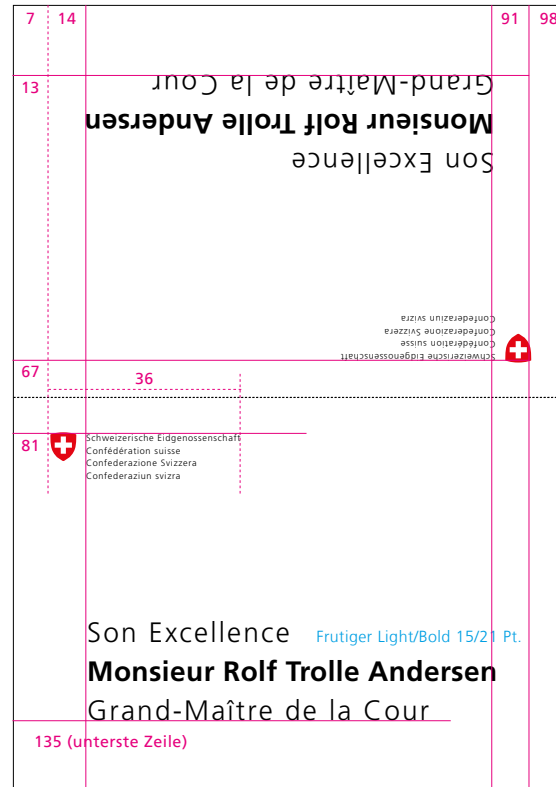 7 14 91 98
13
Grand-Maître de la Cour
Monsieur Rolf Trolle Andersen
Son Excellence
Confederaziun svizra
Confederazione Svizzera
Confédération suisse
Schweizerische Eidgenossenschaft
67
36
81
Schweizerische Eidgenossenschaft
Confédération suisse
Confederazione Svizzera
Confederaziun svizra
Son Excellence Frutiger Light/Bold 15/21 Pt.
Monsieur Rolf Trolle Andersen
Grand-Maître de la Cour
135 (unterste Zeile)